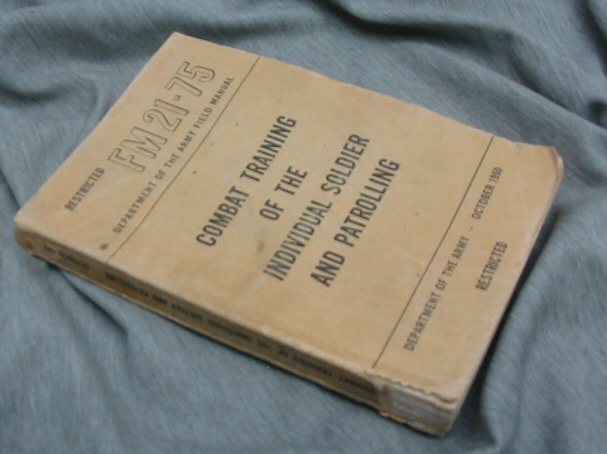 RESTRICTED
FM 21-75
DEPARTMENT OF THE ARMY FIELD MANUAL
COMBAT TRAINING
OF THE
INDIVIDUAL SOLDIER
AND PATROLLING
DEPARTMENT OF THE ARMY · OCTOBER 1950
RESTRICTED